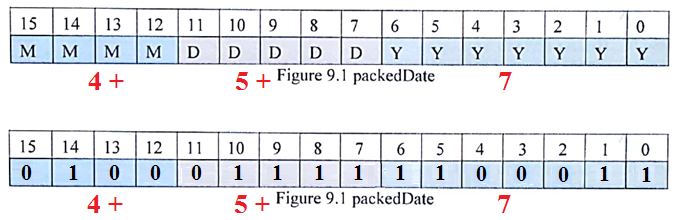 15 14 13 12 11 10 9 8 7 6 5 4 3 2 1 0
M M M M D D D D D Y Y Y Y Y Y Y
4 + 5 + Figure 9.1 packedDate 7
15 14 13 12 11 10 9 8 7 6 5 4 3 2 1 0
0 1 0 0 0 1 1 1 1 1 1 0 0 0 1 1
4 + 5 + Figure 9.1 packedDate 7